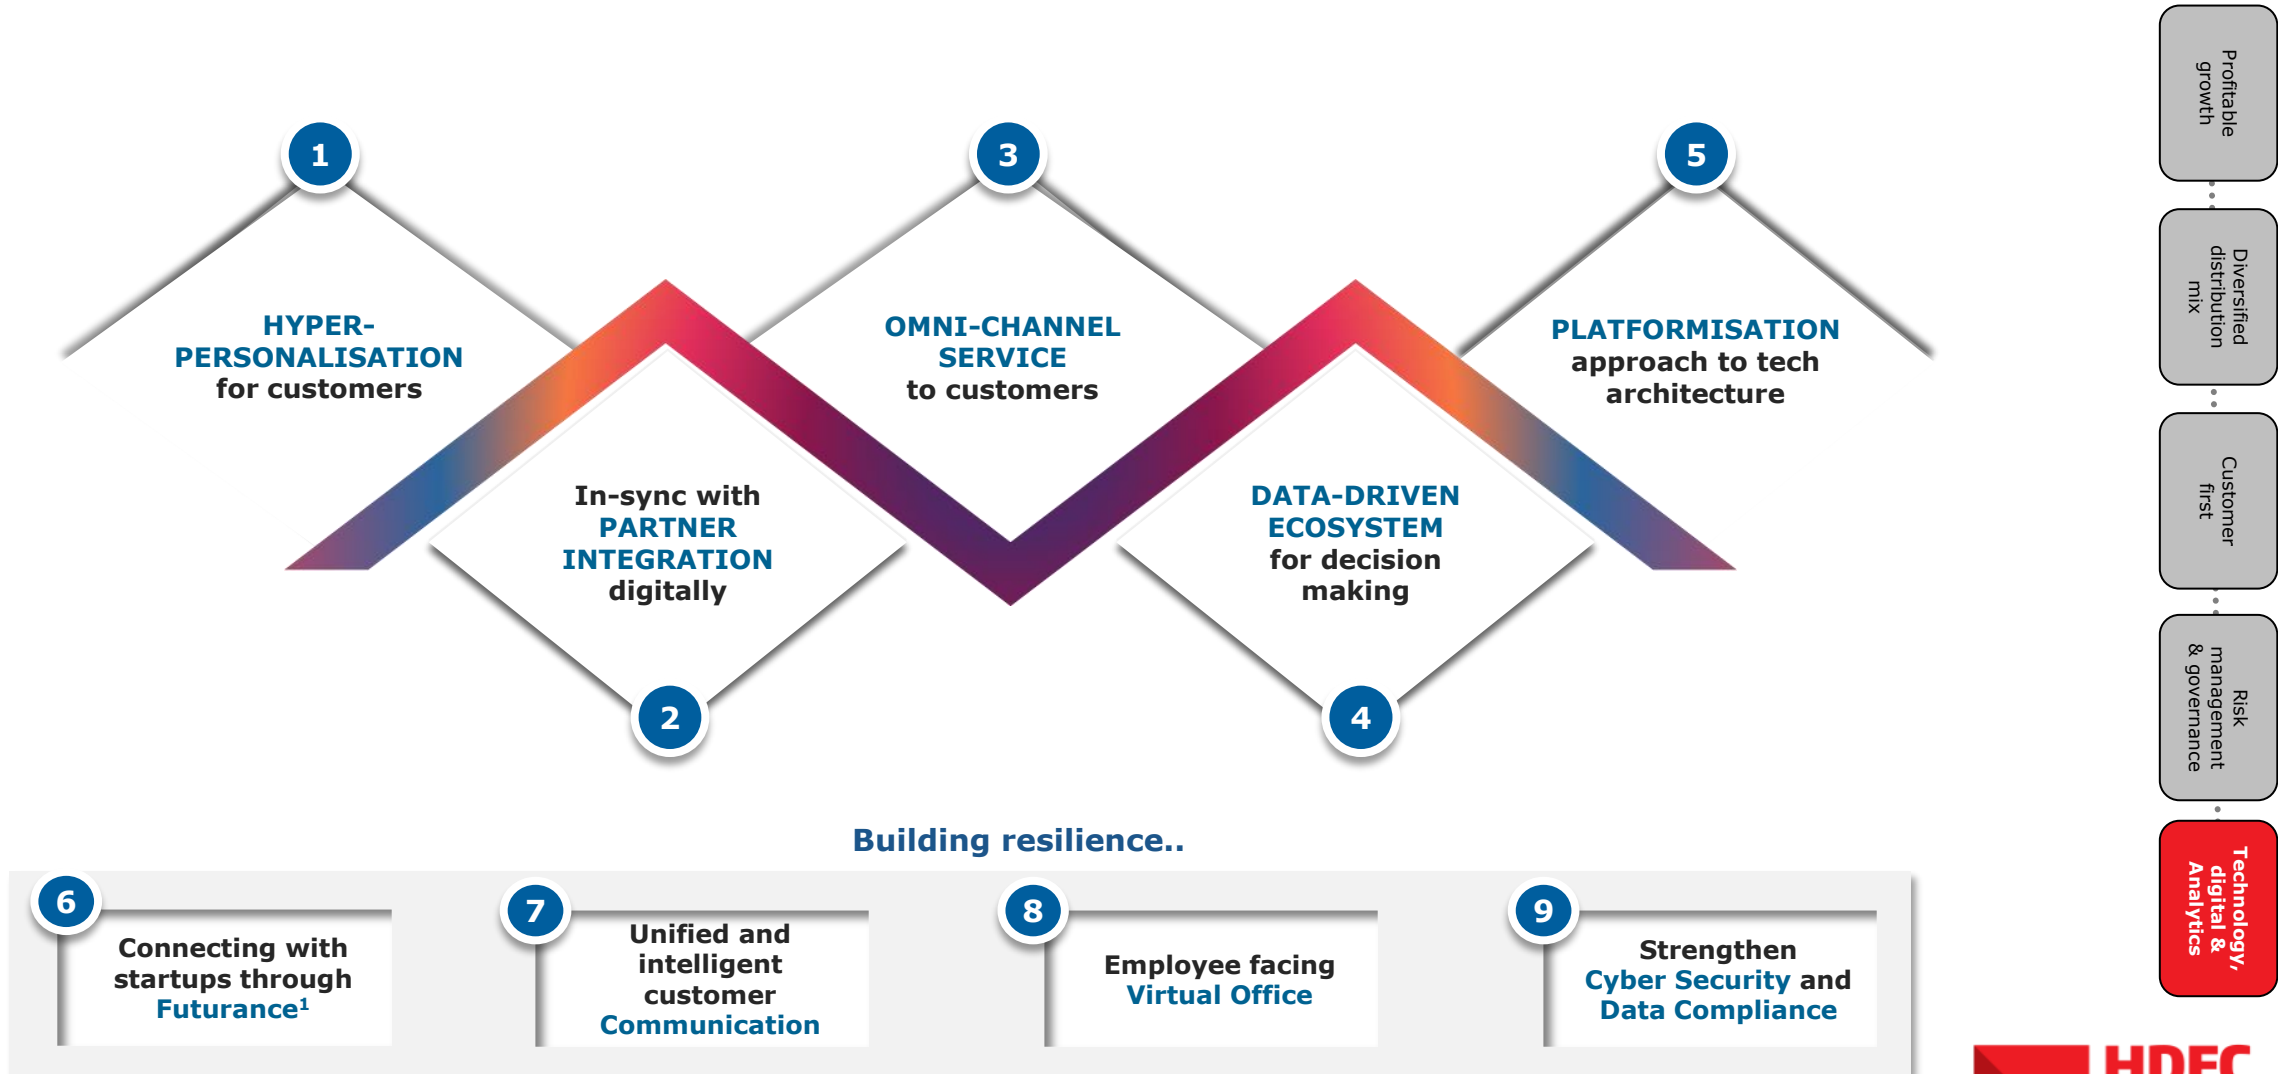 1
HYPER-
PERSONALISATION
for customers
2
In-sync with
PARTNER
INTEGRATION
digitally
3
OMNI-CHANNEL
SERVICE
to customers
4
DATA-DRIVEN
ECOSYSTEM
for decision
making
5
PLATFORMISATION
approach to tech
architecture
Building resilience..
6
Connecting with
startups through
Futurance¹
7
Unified and
intelligent
customer
Communication
8
Employee facing
Virtual Office
9
Strengthen
Cyber Security and
Data Compliance
Profitable
growth
Diversified
distribution
mix
Customer
first
Risk
management
& governance
Technology,
digital &
Analytics
HDFC